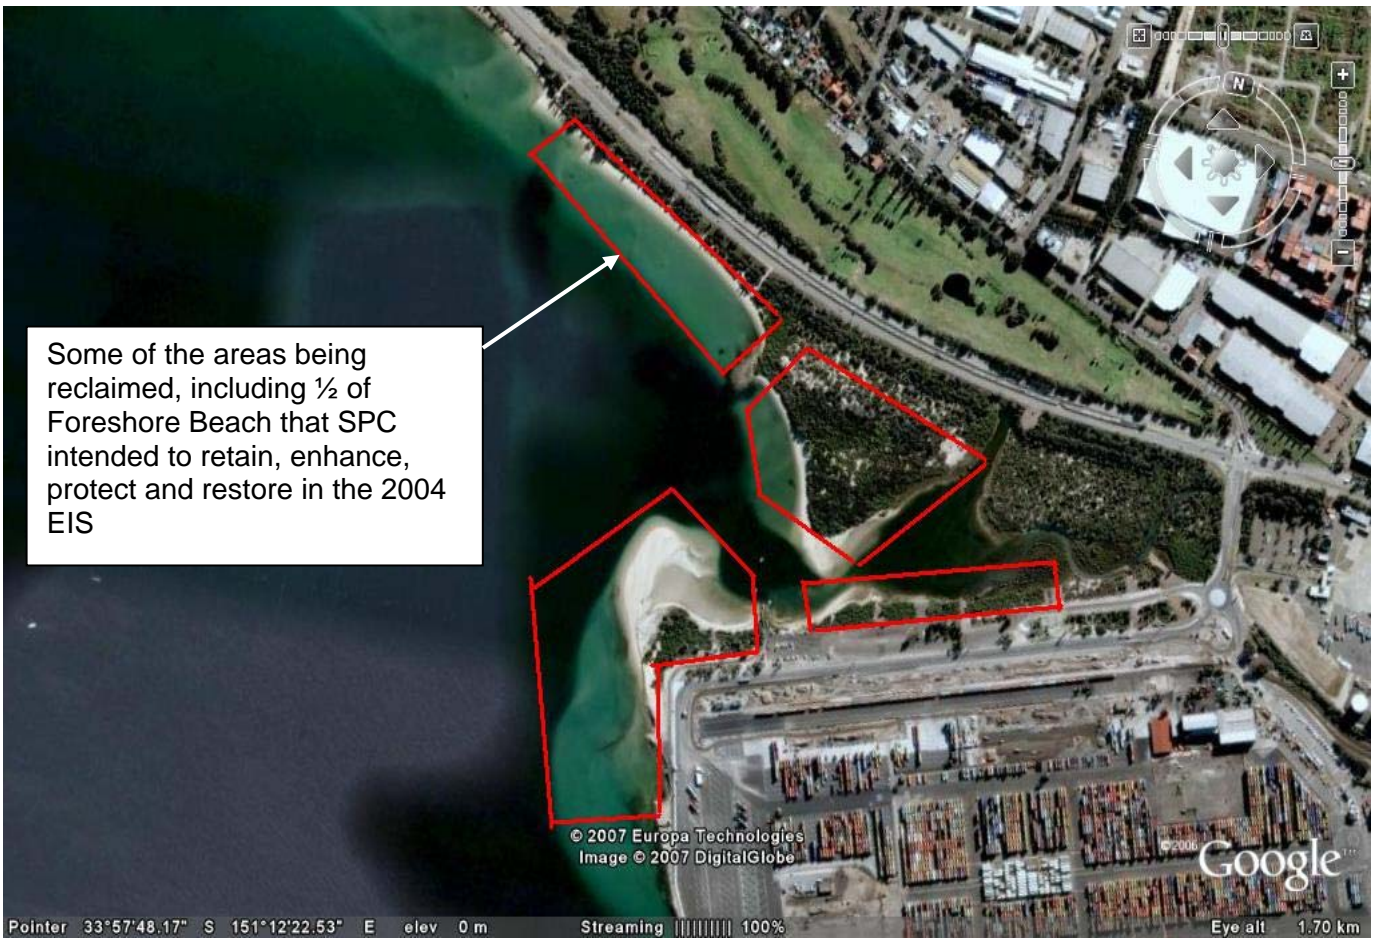 N
Some of the areas being
reclaimed, including ½ of
Foreshore Beach that SPC
intended to retain, enhance,
protect and restore in the 2004
EIS
© 2007 Europa Technologies
Image © 2007 DigitalGlobe
©2006
Google™
Pointer 33°57'48.17" S 151°12'22.53" E elev 0 m Streaming |||||||||| 100% Eye alt 1.70 km